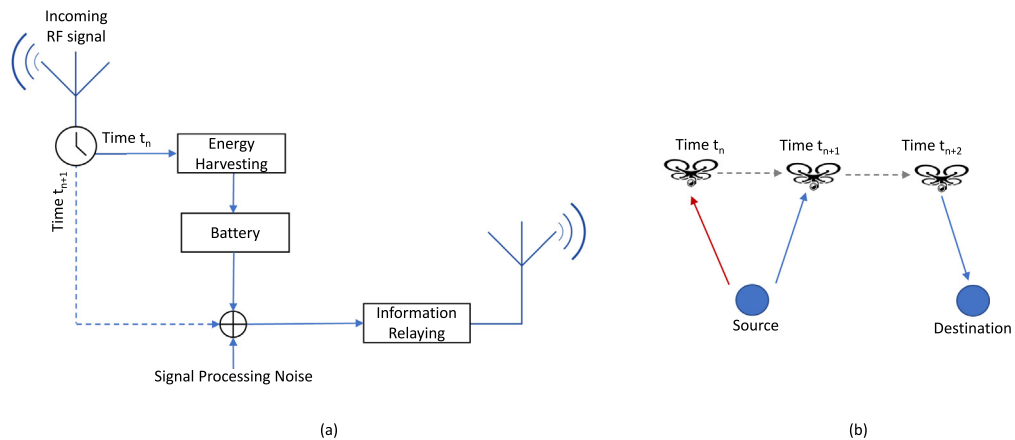 Incoming
RF signal
Time tn
Energy
Harvesting
Time tn+1
Battery
Information
Relaying
Signal Processing Noise
(a)
Time tn
Time tn+1
Time tn+2
Source
Destination
(b)